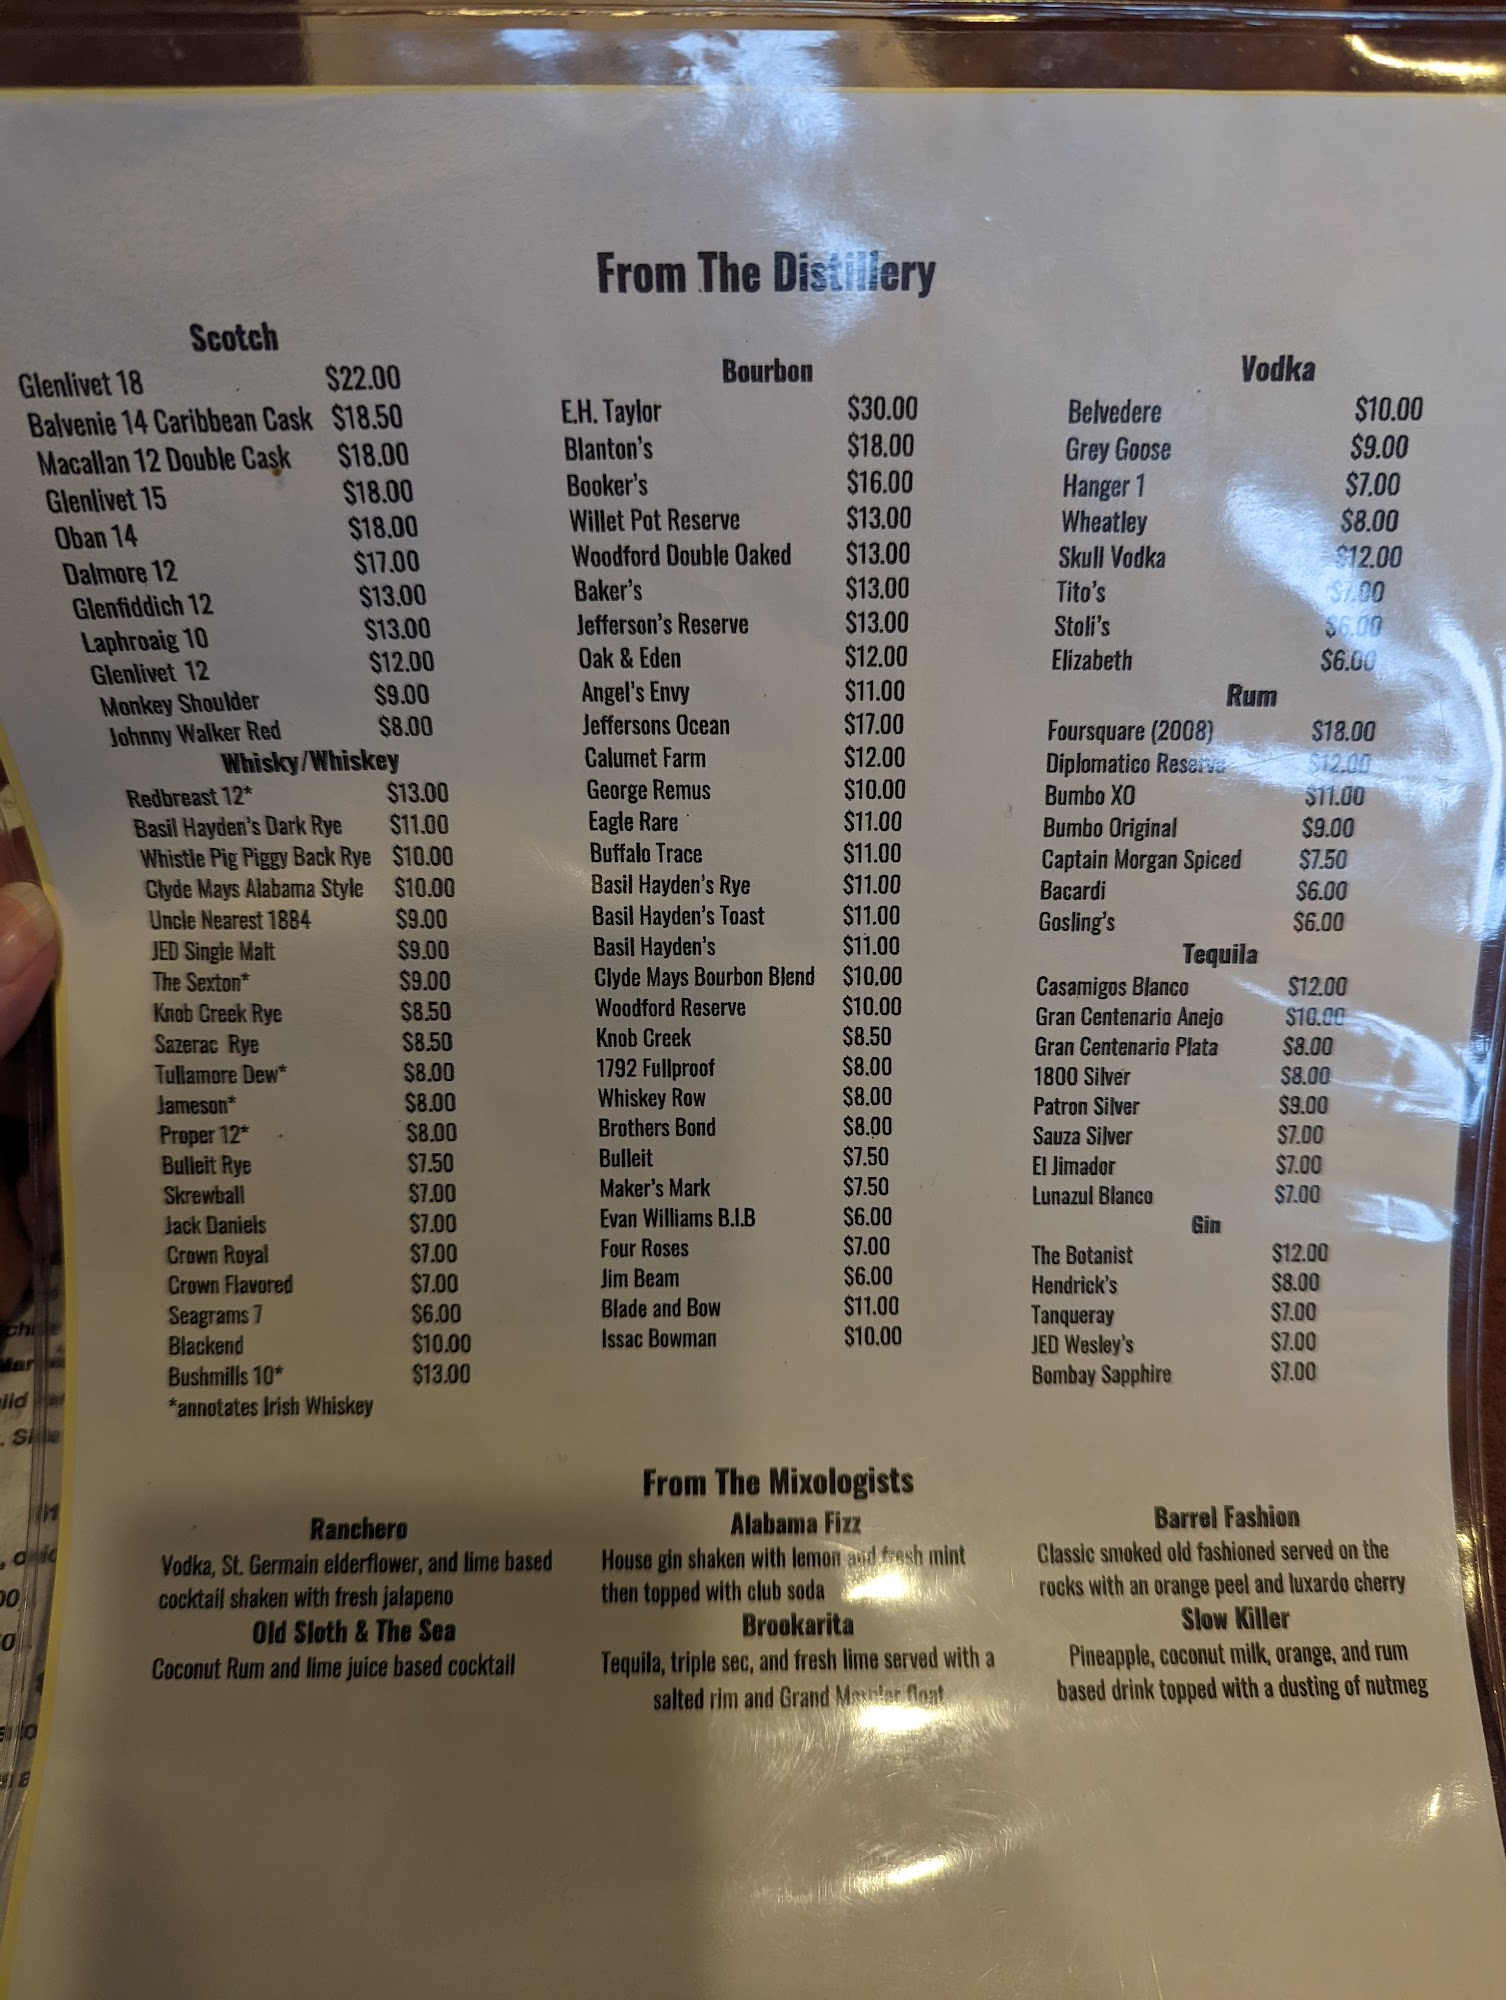 From The Distillery
Scotch
Glenlivet 18 $22.00
Balvenie 14 Caribbean Cask $18.50
Macallan 12 Double Cask $18.00
Glenlivet 15 $18.00
Oban 14 $18.00
Dalmore 12 $17.00
Glenfiddich 12 $13.00
Laphroaig 10 $13.00
Glenlivet 12 $12.00
Monkey Shoulder $9.00
Johnny Walker Red $8.00
Whisky/Whiskey
Redbreast 12* $13.00
Basil Hayden's Dark Rye $11.00
Whistle Pig Piggy Back Rye $10.00
Clyde Mays Alabama Style $10.00
Uncle Nearest 1884 $9.00
JED Single Malt $9.00
The Sexton* $9.00
Knob Creek Rye $8.50
Sazerac Rye $8.50
Tullamore Dew* $8.00
Jameson* $8.00
Proper 12* $8.00
Bulleit Rye $7.50
Skrewball $7.00
Jack Daniels $7.00
Crown Royal $7.00
Crown Flavored $7.00
Seagrams 7 $6.00
Blackend $10.00
Bushmills 10* $13.00
*annotates Irish Whiskey
Bourbon
E.H. Taylor $30.00
Blanton's $18.00
Booker's $16.00
Willet Pot Reserve $13.00
Woodford Double Oaked $13.00
Baker's $13.00
Jefferson's Reserve $13.00
Oak & Eden $12.00
Angel's Envy $11.00
Jeffersons Ocean $17.00
Calumet Farm $12.00
George Remus $10.00
Eagle Rare $11.00
Buffalo Trace $11.00
Basil Hayden's Rye $11.00
Basil Hayden's Toast $11.00
Basil Hayden's $11.00
Clyde Mays Bourbon Blend $10.00
Woodford Reserve $10.00
Knob Creek $8.50
1792 Fullproof $8.00
Whiskey Row $8.00
Brothers Bond $8.00
Bulleit $7.50
Maker's Mark $7.50
Evan Williams B.I.B $6.00
Four Roses $7.00
Jim Beam $6.00
Blade and Bow $11.00
Issac Bowman $10.00
Vodka
Belvedere $10.00
Grey Goose $9.00
Hanger 1 $7.00
Wheatley $8.00
Skull Vodka $12.00
Tito's $7.00
Stoli's $6.00
Elizabeth $6.00
Rum
Foursquare (2008) $18.00
Diplomatico Reserva $12.00
Bumbo XO $11.00
Bumbo Original $9.00
Captain Morgan Spiced $7.50
Bacardi $6.00
Gosling's $6.00
Tequila
Casamigos Blanco $12.00
Gran Centenario Anejo $10.00
Gran Centenario Plata $8.00
1800 Silver $8.00
Patron Silver $9.00
Sauza Silver $7.00
El Jimador $7.00
Lunazul Blanco $7.00
Gin
The Botanist $12.00
Hendrick's $8.00
Tanqueray $7.00
JED Wesley's $7.00
Bombay Sapphire $7.00
From The Mixologists
Ranchero
Vodka, St. Germain elderflower, and lime based
cocktail shaken with fresh jalapeno
Old Sloth & The Sea
Coconut Rum and lime juice based cocktail
Alabama Fizz
House gin shaken with lemon and fresh mint
then topped with club soda
Brookarita
Tequila, triple sec, and fresh lime served with a
salted rim and Grand Marnier float
Barrel Fashion
Classic smoked old fashioned served on the
rocks with an orange peel and luxardo cherry
Slow Killer
Pineapple, coconut milk, orange, and rum
based drink topped with a dusting of nutmeg